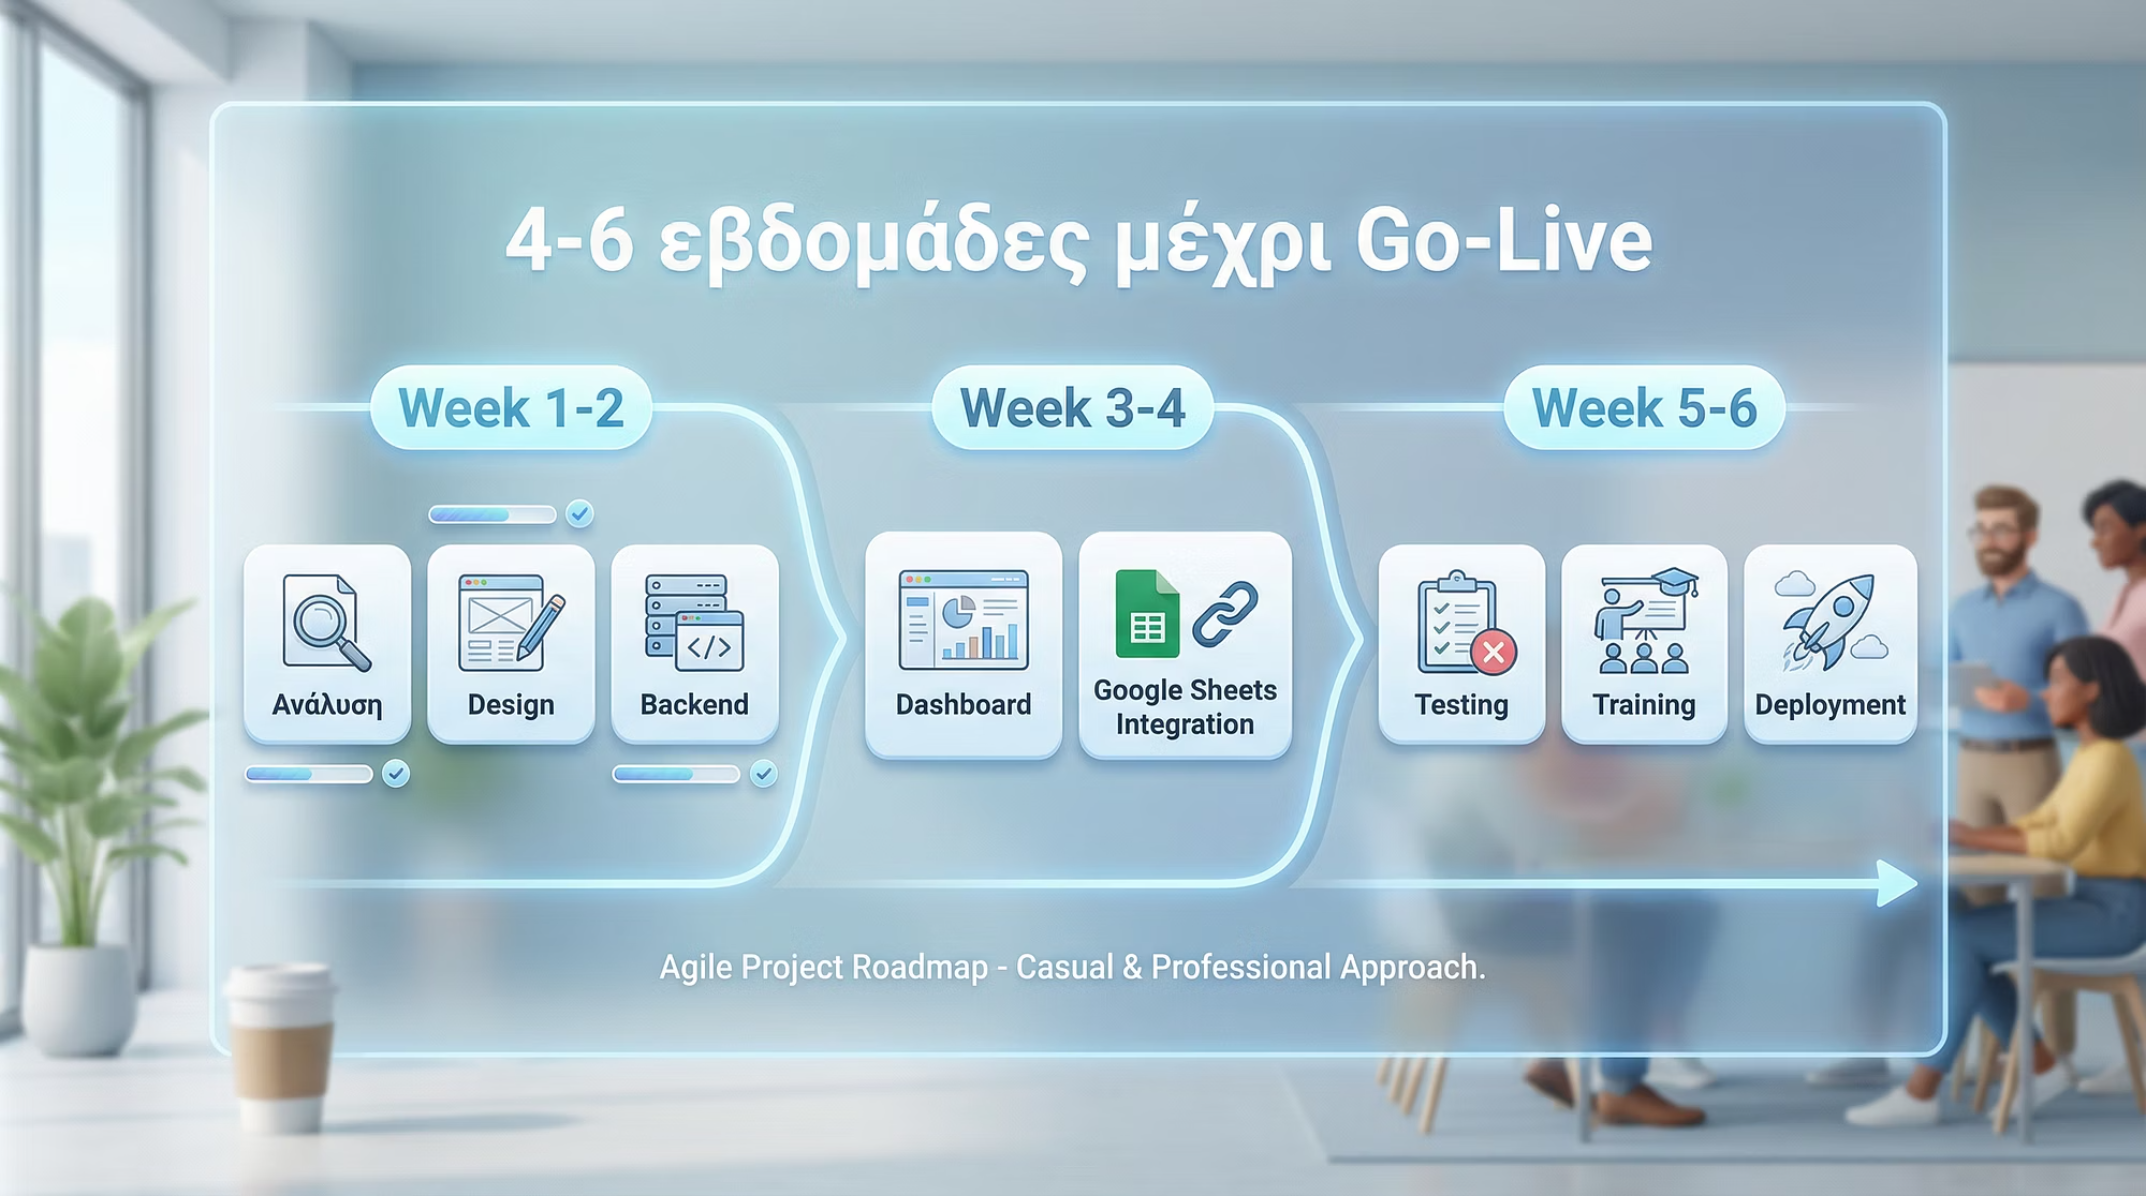 4-6 εβδομάδες μέχρι Go-Live
Week 1-2
Week 3-4
Week 5-6
Ανάλυση
Design
Backend
Dashboard
Google Sheets
Integration
Testing
Training
Deployment
Agile Project Roadmap - Casual & Professional Approach.